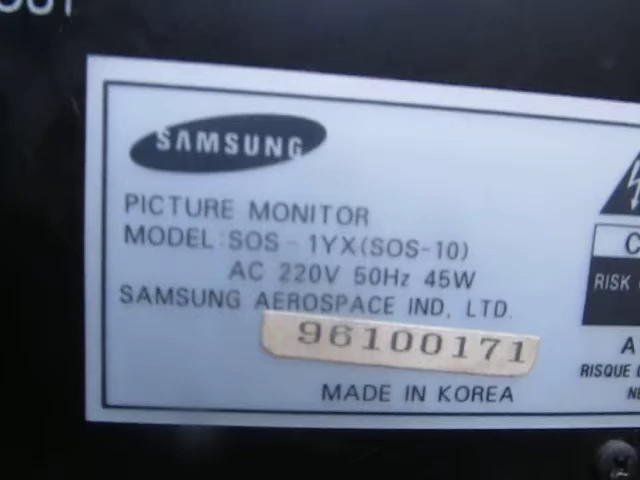 OUT
SAMSUNG
PICTURE MONITOR
MODEL:SOS-1YX(SOS-10)
AC 220V 50Hz 45W
SAMSUNG AEROSPACE IND, LTD.
96100171
MADE IN KOREA
RISK
A
RISQUE